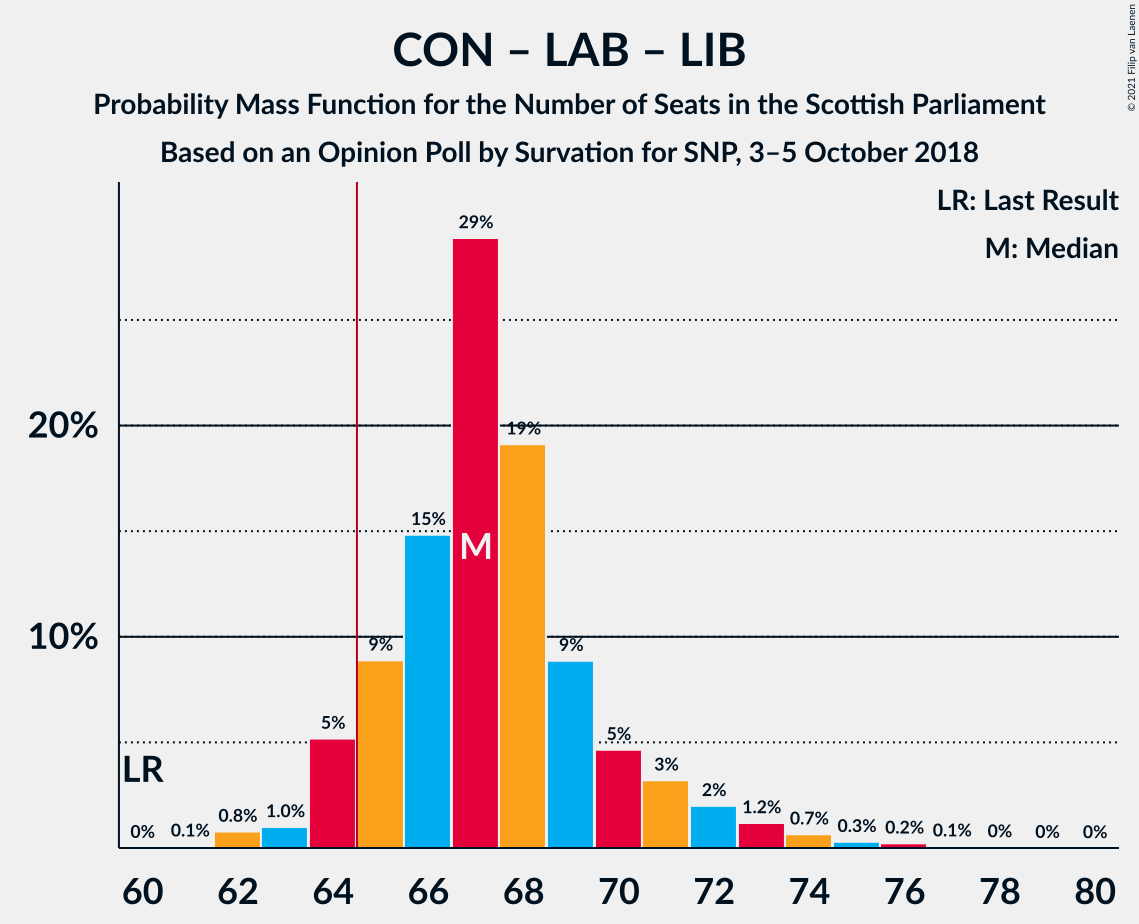 CON – LAB – LIB
Probability Mass Function for the Number of Seats in the Scottish Parliament
Based on an Opinion Poll by Survation for SNP, 3–5 October 2018
© 2021 Filip van Laenen
LR: Last Result
M: Median
20%
10%
LR
M
0%
0.1%
0.8%
1.0%
5%
9%
15%
29%
19%
9%
5%
3%
2%
1.2%
0.7%
0.3%
0.2%
0.1%
0%
0%
0%
60 62 64 66 68 70 72 74 76 78 80